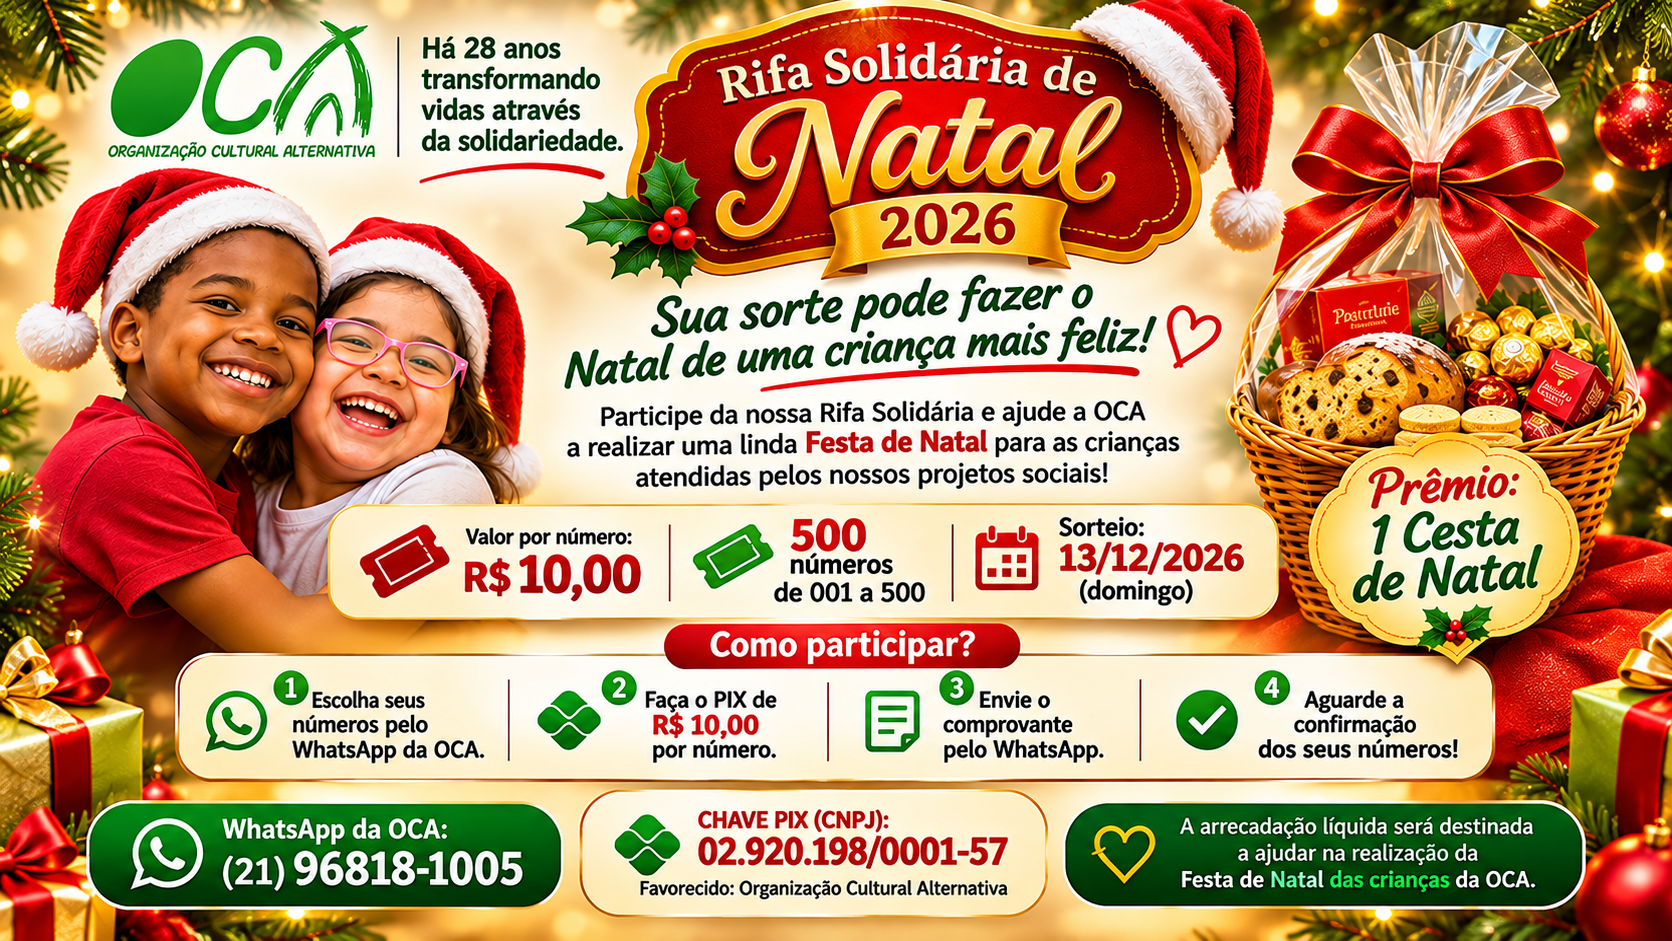 OCA
ORGANIZAÇÃO CULTURAL ALTERNATIVA
Há 28 anos
transformando
vidas através
da solidariedade.
Rifa Solidária de
Natal
2026
Sua sorte pode fazer o
Natal de uma criança mais feliz!
Participe da nossa Rifa Solidária e ajude a OCA
a realizar uma linda Festa de Natal para as crianças
atendidas pelos nossos projetos sociais!
Prêmio:
1 Cesta
de Natal
Valor por número:
R$ 10,00
500
números
de 001 a 500
Sorteio:
13/12/2026
(domingo)
Como participar?
1 Escolha seus
números pelo
WhatsApp da OCA.
2 Faça o PIX de
R$ 10,00
por número.
3 Envie o
comprovante
pelo WhatsApp.
4 Aguarde a
confirmação
dos seus números!
WhatsApp da OCA:
(21) 96818-1005
CHAVE PIX (CNPJ):
02.920.198/0001-57
Favorecido: Organização Cultural Alternativa
A arrecadação líquida será destinada
a ajudar na realização da
Festa de Natal das crianças da OCA.